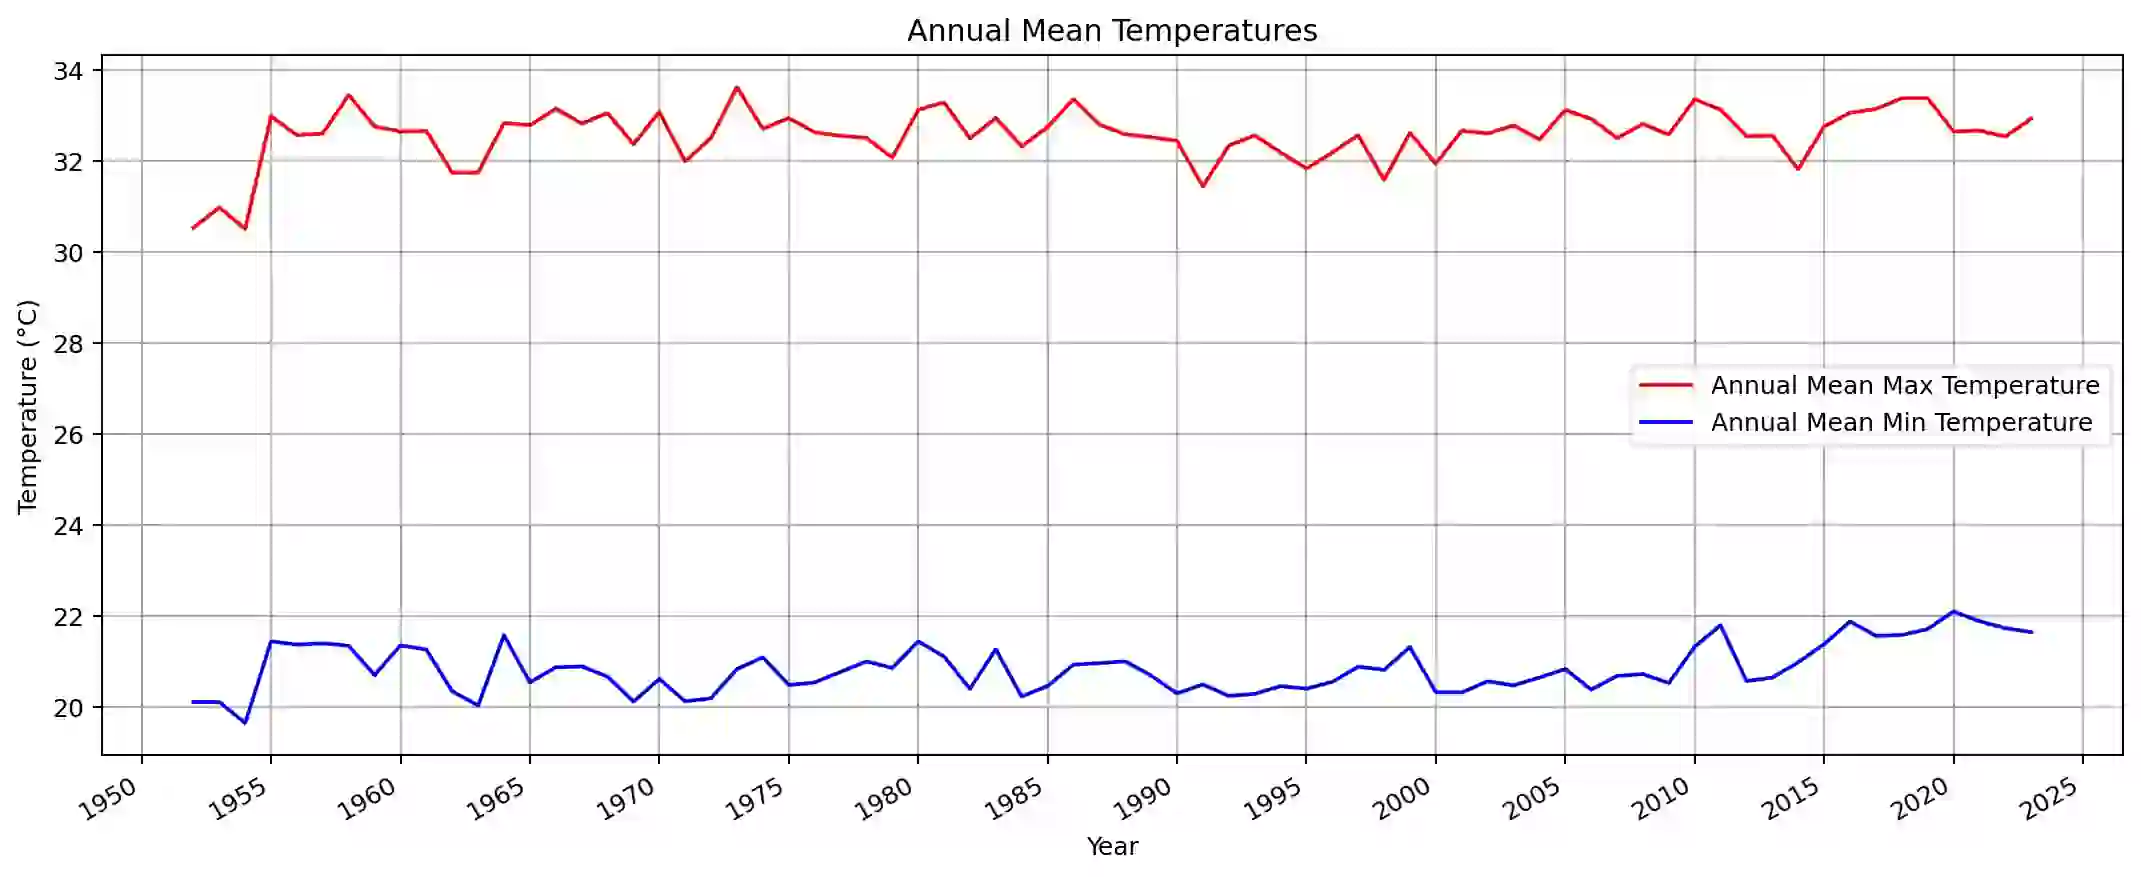 Annual Mean Temperatures
34
32
30
28
26
24
22
20
Temperature (°C)
Annual Mean Max Temperature
Annual Mean Min Temperature
1950 1955 1960 1965 1970 1975 1980 1985 1990 1995 2000 2005 2010 2015 2020 2025
Year